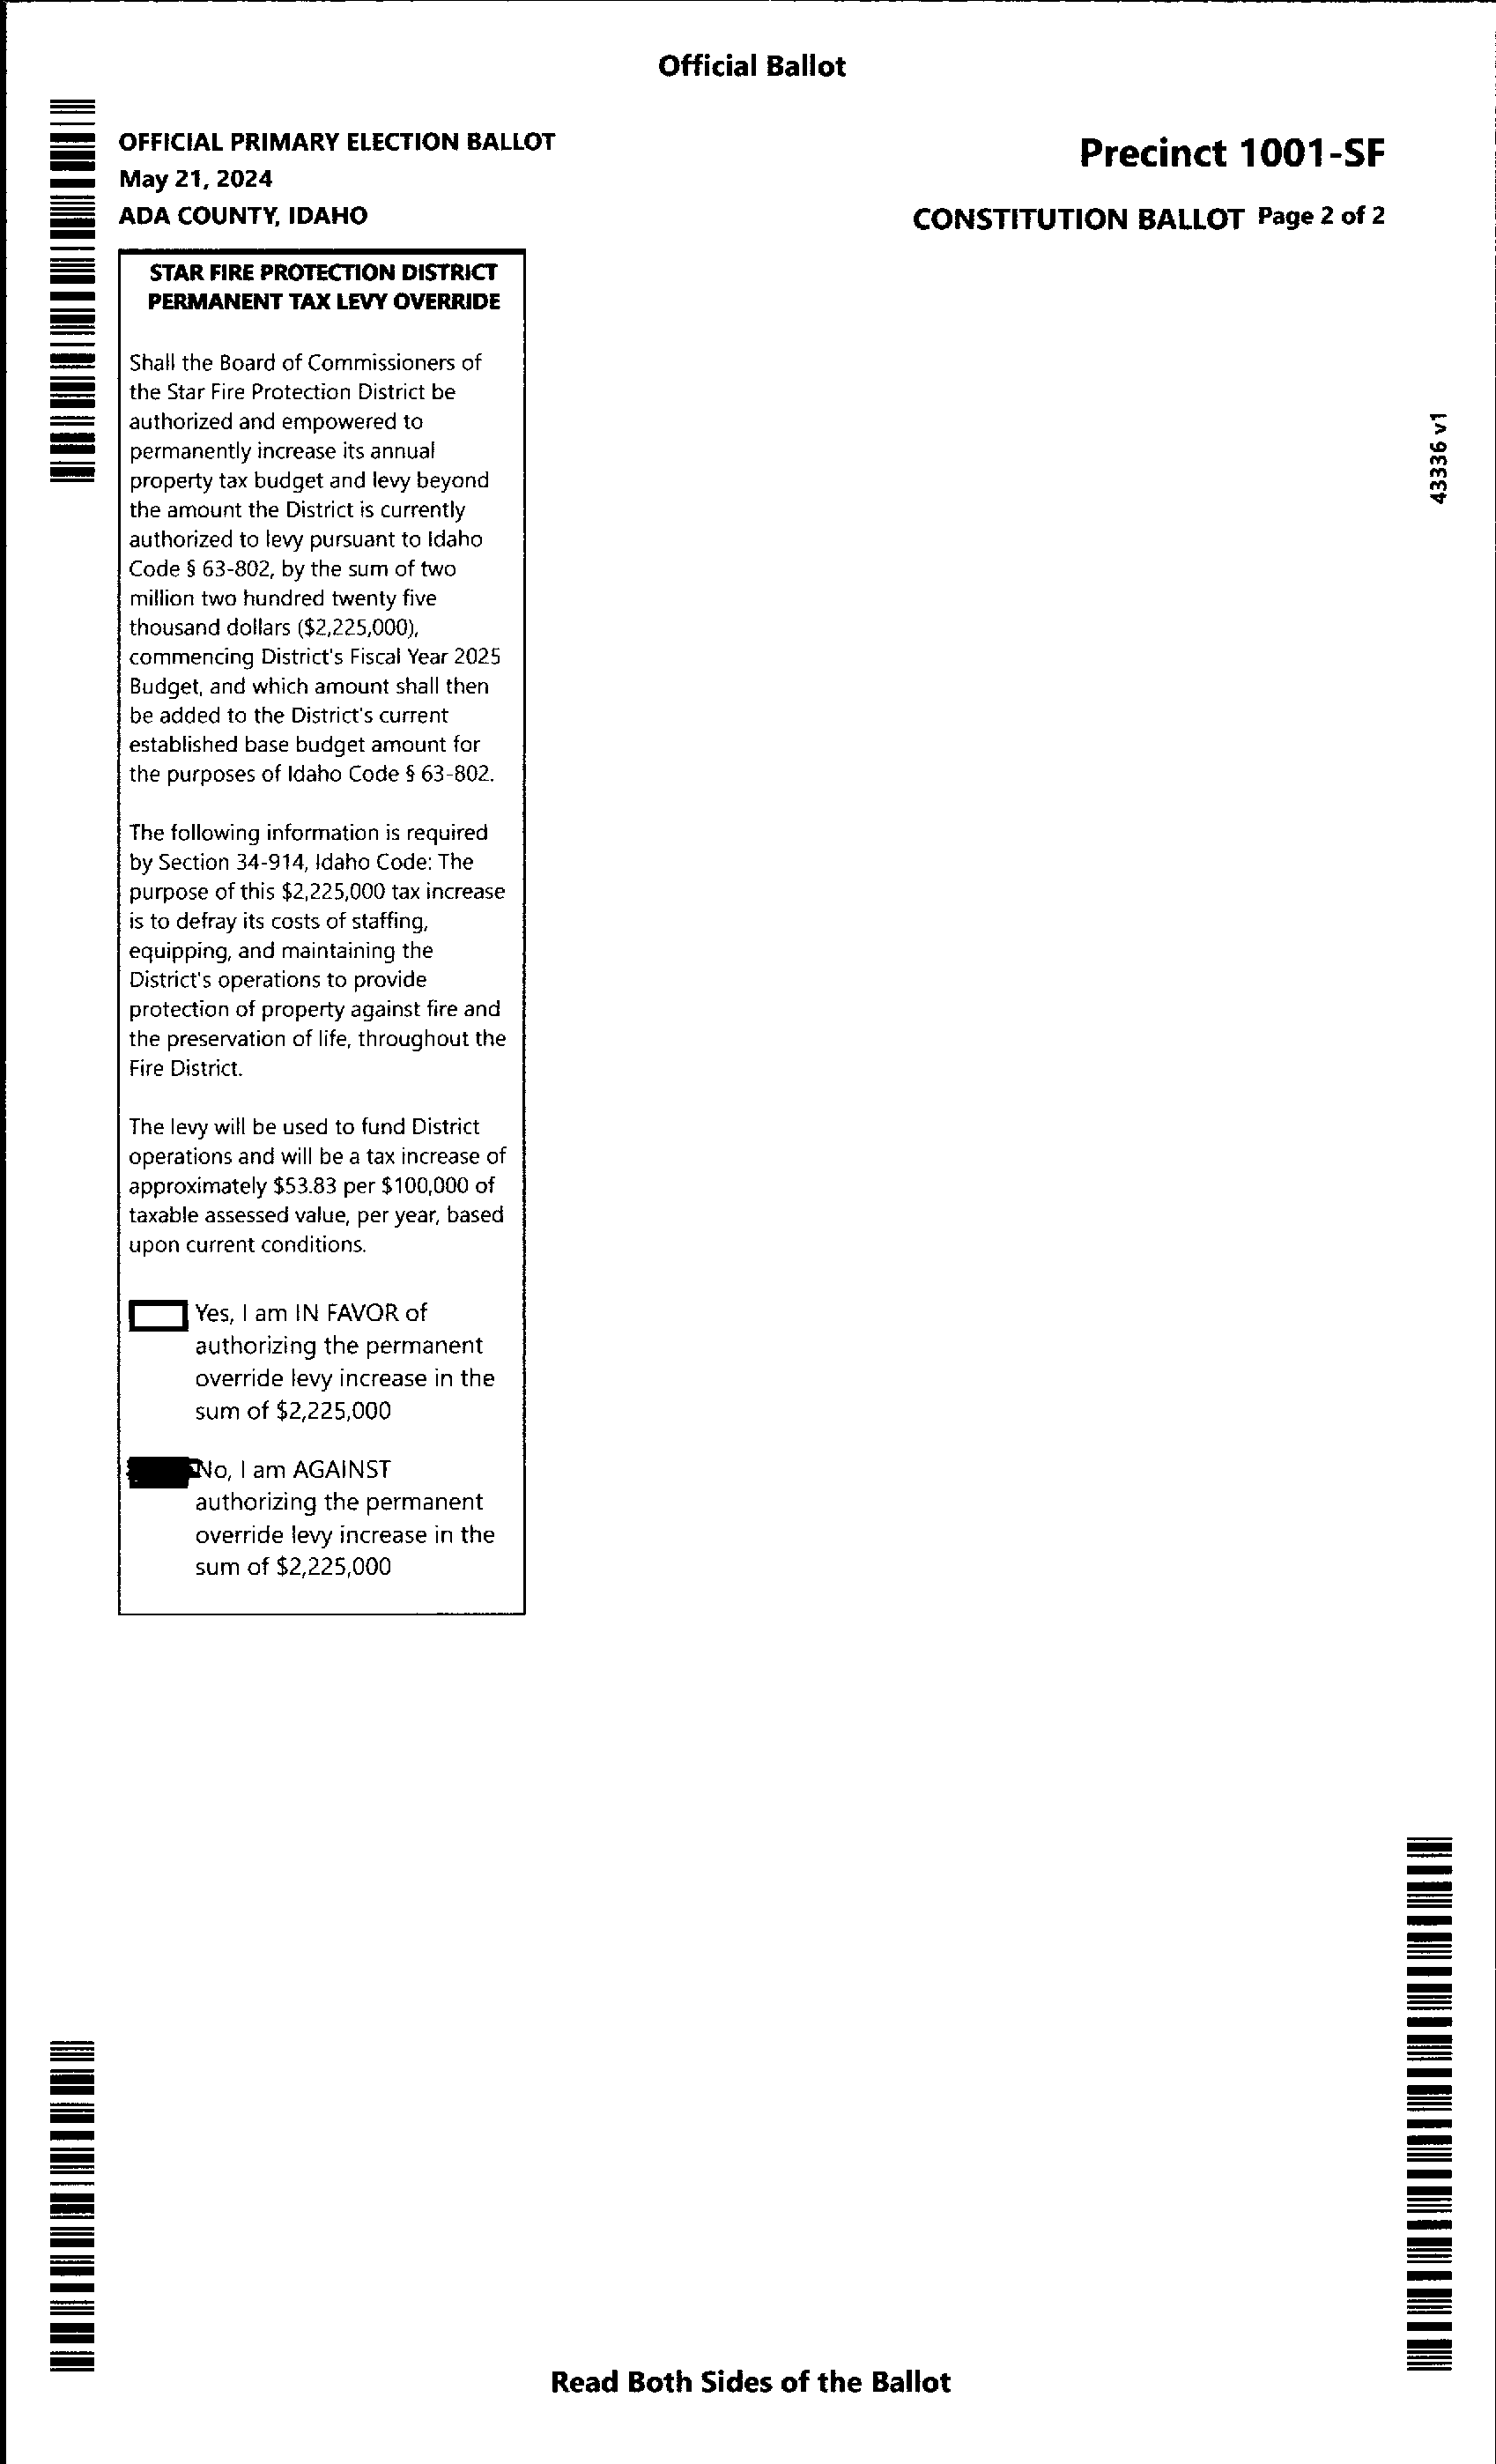 Official Ballot
OFFICIAL PRIMARY ELECTION BALLOT
May 21, 2024
ADA COUNTY, IDAHO
Precinct 1001-SF
CONSTITUTION BALLOT Page 2 of 2
STAR FIRE PROTECTION DISTRICT
PERMANENT TAX LEVY OVERRIDE
Shall the Board of Commissioners of
the Star Fire Protection District be
authorized and empowered to
permanently increase its annual
property tax budget and levy beyond
the amount the District is currently
authorized to levy pursuant to Idaho
Code § 63-802, by the sum of two
million two hundred twenty five
thousand dollars ($2,225,000),
commencing District's Fiscal Year 2025
Budget, and which amount shall then
be added to the District's current
established base budget amount for
the purposes of Idaho Code § 63-802.
The following information is required
by Section 34-914, Idaho Code: The
purpose of this $2,225,000 tax increase
is to defray its costs of staffing,
equipping, and maintaining the
District's operations to provide
protection of property against fire and
the preservation of life, throughout the
Fire District.
The levy will be used to fund District
operations and will be a tax increase of
approximately $53.83 per $100,000 of
taxable assessed value, per year, based
upon current conditions.
Yes, I am IN FAVOR of
authorizing the permanent
override levy increase in the
sum of $2,225,000
No, I am AGAINST
authorizing the permanent
override levy increase in the
sum of $2,225,000
43336 v1
Read Both Sides of the Ballot